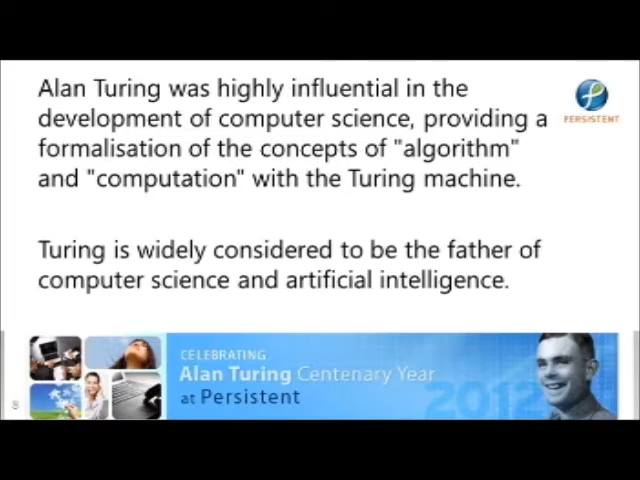 Alan Turing was highly influential in the
development of computer science, providing a
formalisation of the concepts of "algorithm"
and "computation" with the Turing machine.
PERSISTENT
Turing is widely considered to be the father of
computer science and artificial intelligence.
CELEBRATING
Alan Turing Centenary Year
at Persistent
2012